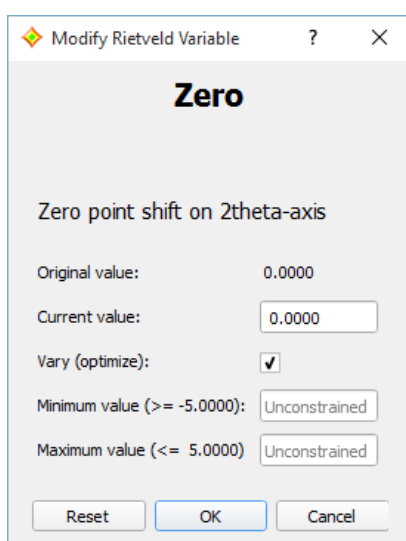 Modify Rietveld Variable ?
Zero
Zero point shift on 2theta-axis
Original value: 0.0000
Current value: 0.0000
Vary (optimize):
Minimum value (>= -5.0000): Unconstrained
Maximum value (<= 5.0000) Unconstrained
Reset OK Cancel